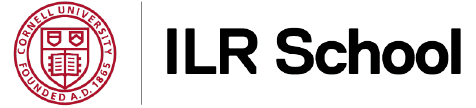 CORNELL UNIVERSITY
FOUNDED A.D. 1865
ILR School